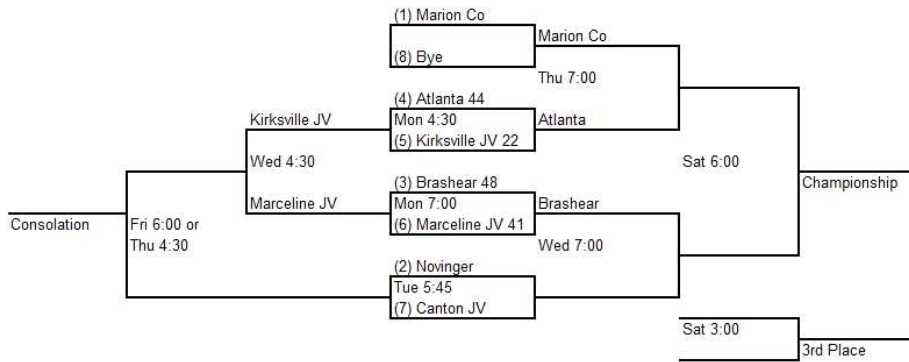 (1) Marion Co
Marion Co
(8) Bye
Thu 7:00
(4) Atlanta 44
Kirksville JV
Mon 4:30
Atlanta
(5) Kirksville JV 22
Wed 4:30
Sat 6:00
(3) Brashear 48
Championship
Marceline JV
Mon 7:00
Brashear
Consolation
Fri 6:00 or
Thu 4:30
(6) Marceline JV 41
Wed 7:00
(2) Novinger
Tue 5:45
(7) Canton JV
Sat 3:00
3rd Place